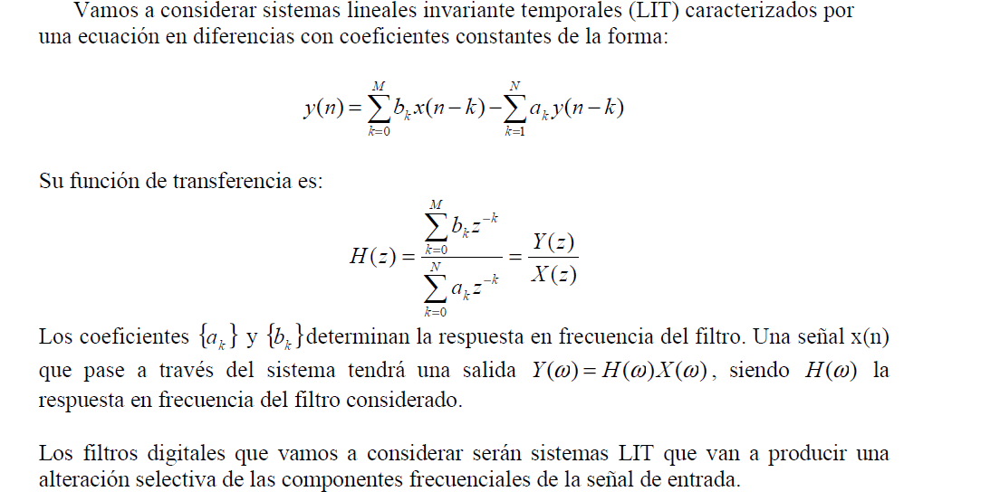 Vamos a considerar sistemas lineales invariante temporales (LIT) caracterizados por
una ecuación en diferencias con coeficientes constantes de la forma:
y(n) = \sum_{k=0}^{M} b_k x(n-k) - \sum_{k=1}^{N} a_k y(n-k)
Su función de transferencia es:
H(z) = \frac{\sum_{k=0}^{M} b_k z^{-k}}{\sum_{k=0}^{N} a_k z^{-k}} = \frac{Y(z)}{X(z)}
Los coeficientes {a_k} y {b_k} determinan la respuesta en frecuencia del filtro. Una señal x(n)
que pase a través del sistema tendrá una salida Y(ω) = H(ω)X(ω), siendo H(ω) la
respuesta en frecuencia del filtro considerado.
Los filtros digitales que vamos a considerar serán sistemas LIT que van a producir una
alteración selectiva de las componentes frecuenciales de la señal de entrada.